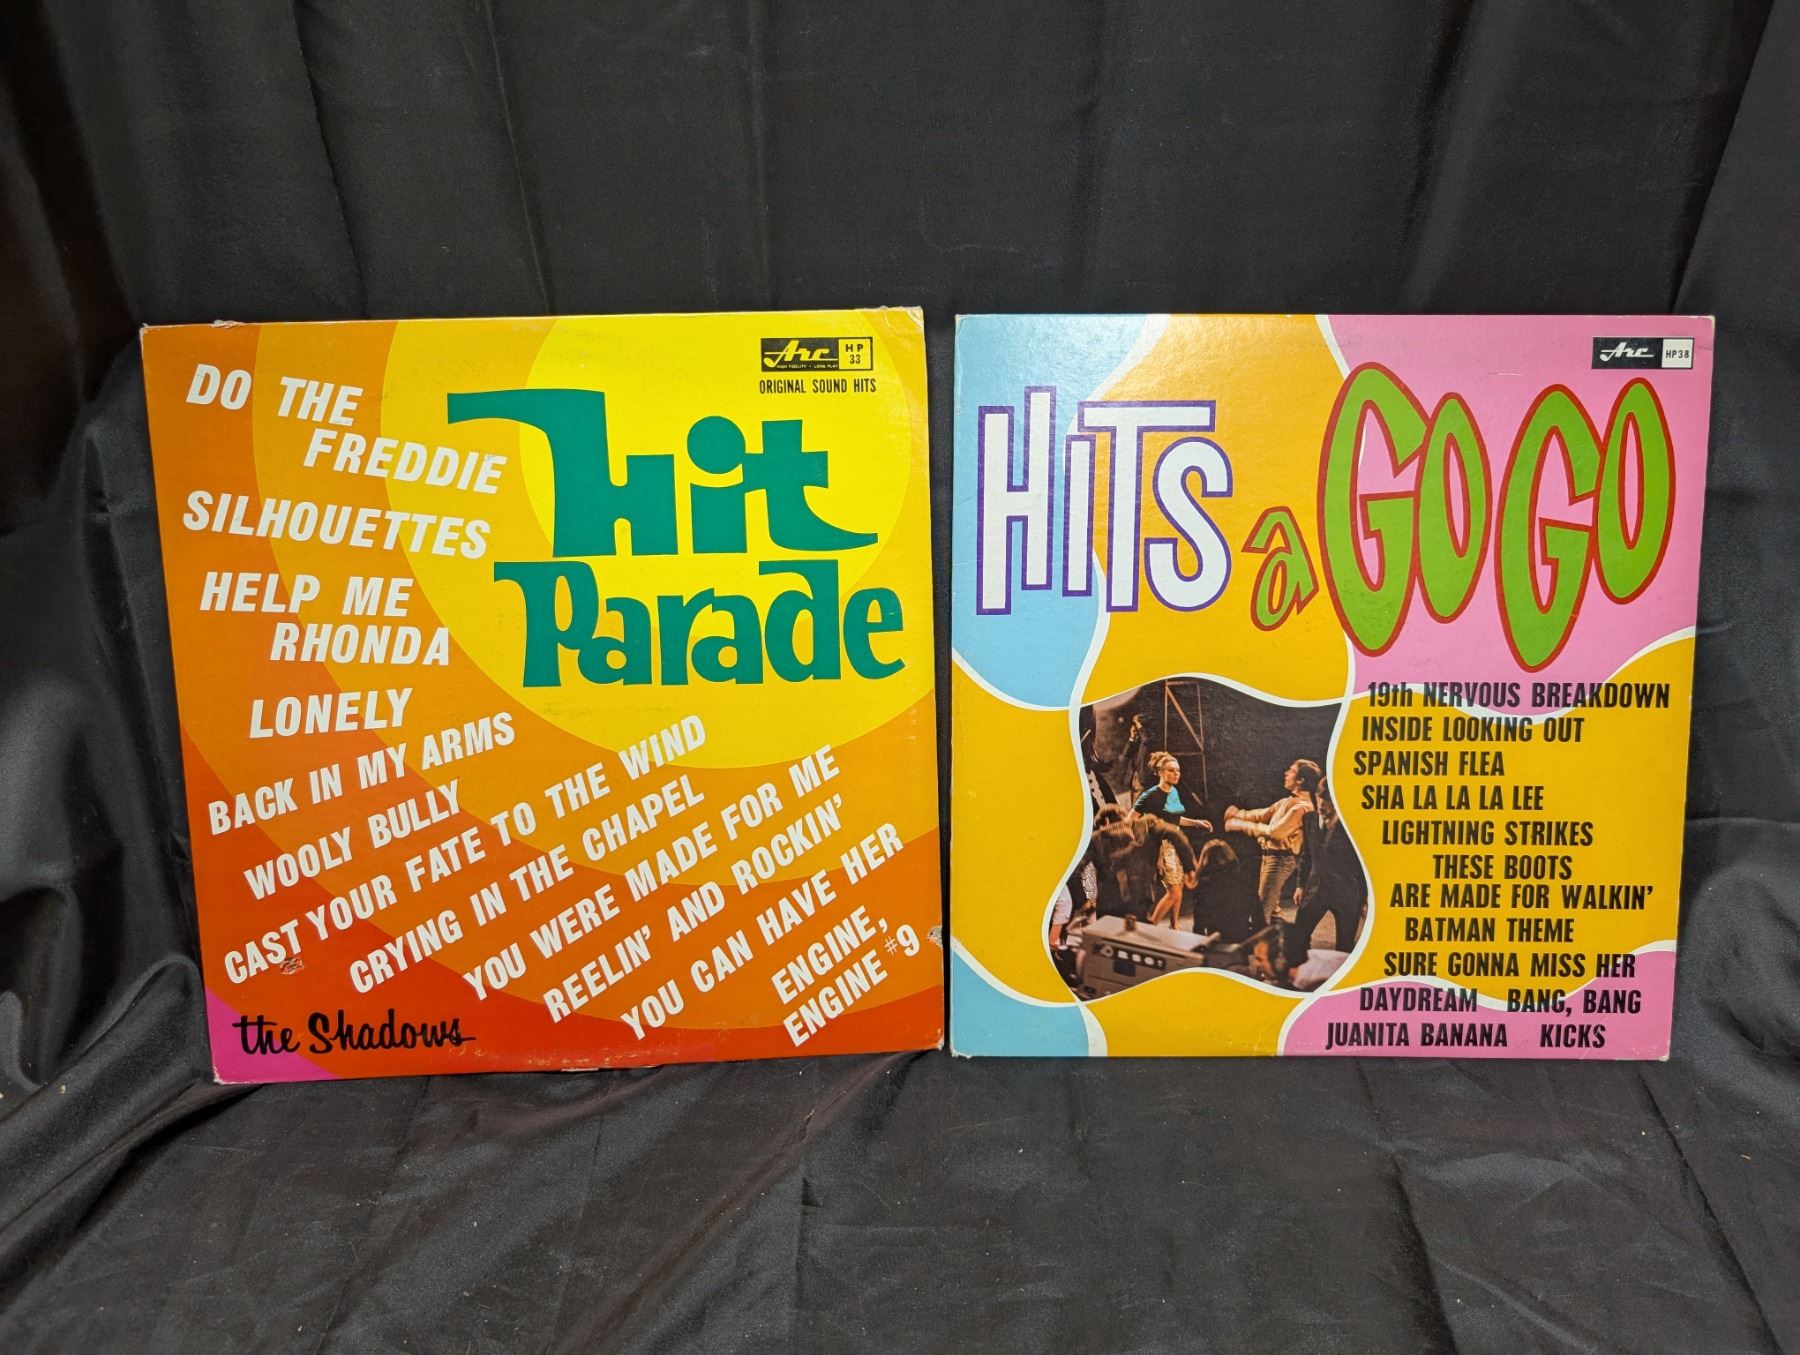 Arc
HP
33
HIGH FIDELITY • LONG PLAY
ORIGINAL SOUND HITS
Hit
Parade
DO THE
FREDDIE
SILHOUETTES
HELP ME
RHONDA
LONELY
BACK IN MY ARMS
WOOLY BULLY
CAST YOUR FATE TO THE WIND
CRYING IN THE CHAPEL
YOU WERE MADE FOR ME
REELIN' AND ROCKIN'
YOU CAN HAVE HER
ENGINE,
ENGINE #9
the Shadows
Arc HP38
HITS a GOGO
19th NERVOUS BREAKDOWN
INSIDE LOOKING OUT
SPANISH FLEA
SHA LA LA LA LEE
LIGHTNING STRIKES
THESE BOOTS
ARE MADE FOR WALKIN'
BATMAN THEME
SURE GONNA MISS HER
DAYDREAM BANG, BANG
JUANITA BANANA KICKS